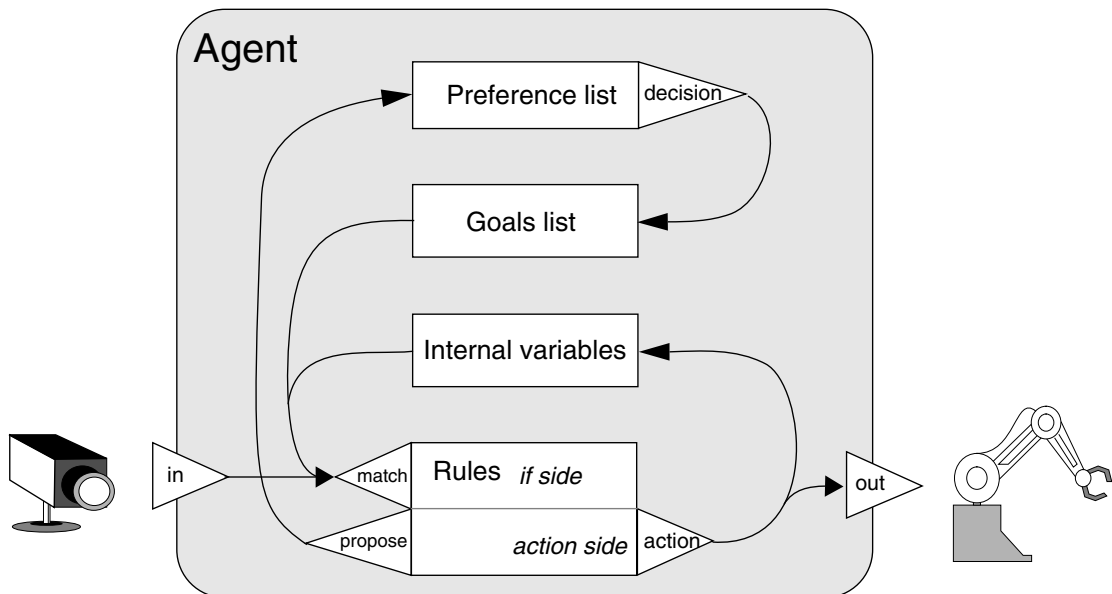 Agent
Preference list
decision
Goals list
Internal variables
in
match
Rules
if side
out
propose
action side
action